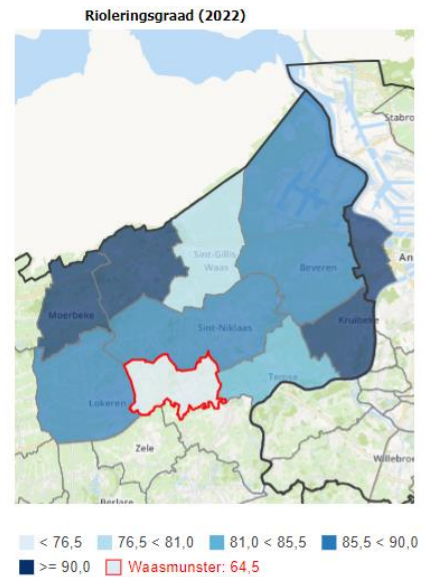 Rioleringsgraad (2022)
Stabro
Sint-Gillis
Waas
An
Beveren
Moerbeke
Kruibeke
Sint-Niklaas
Temse
Lokeren
Zele
Willebroe
Berlare
< 76,5 76,5 < 81,0 81,0 < 85,5 85,5 < 90,0
>= 90,0 Waasmunster: 64,5